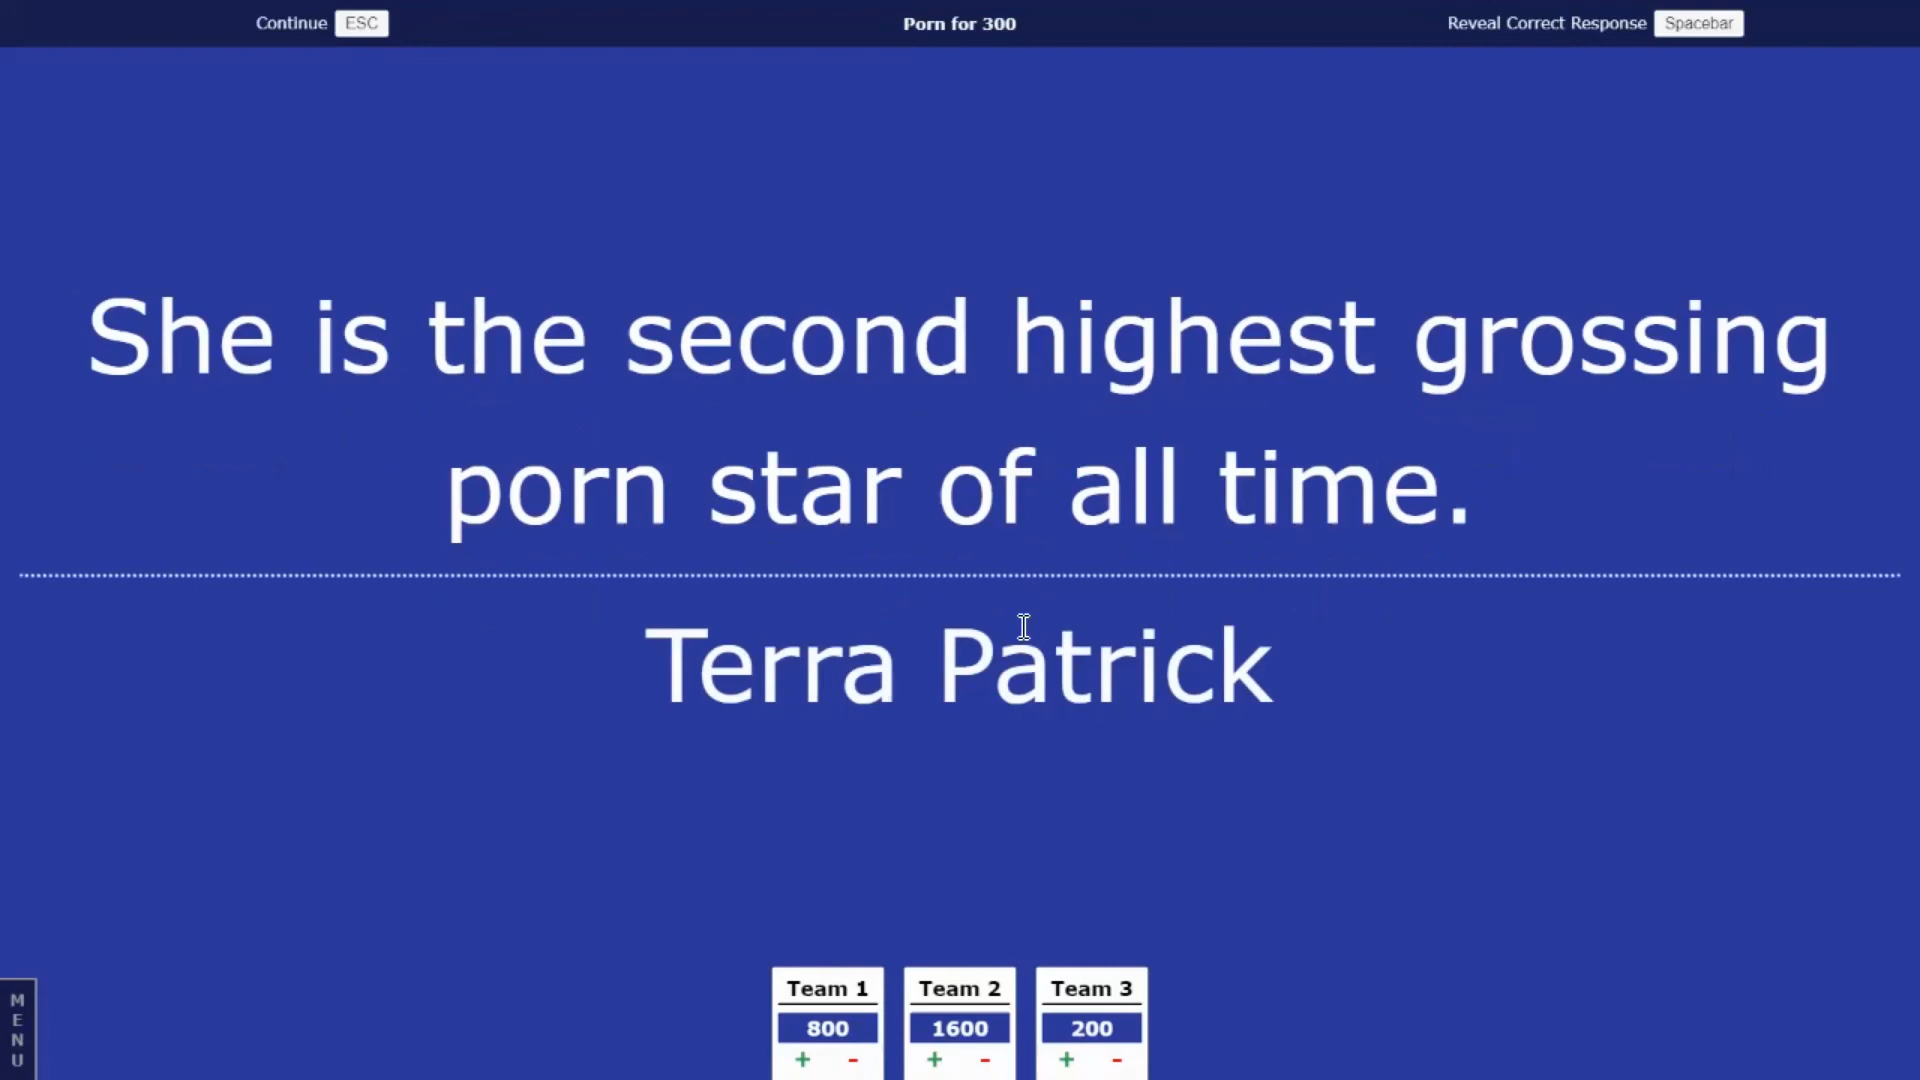 Continue ESC
Porn for 300
Reveal Correct Response Spacebar
She is the second highest grossing
porn star of all time.
Terra Patrick
MENU
Team 1 Team 2 Team 3
800 1600 200
+ - + - + -